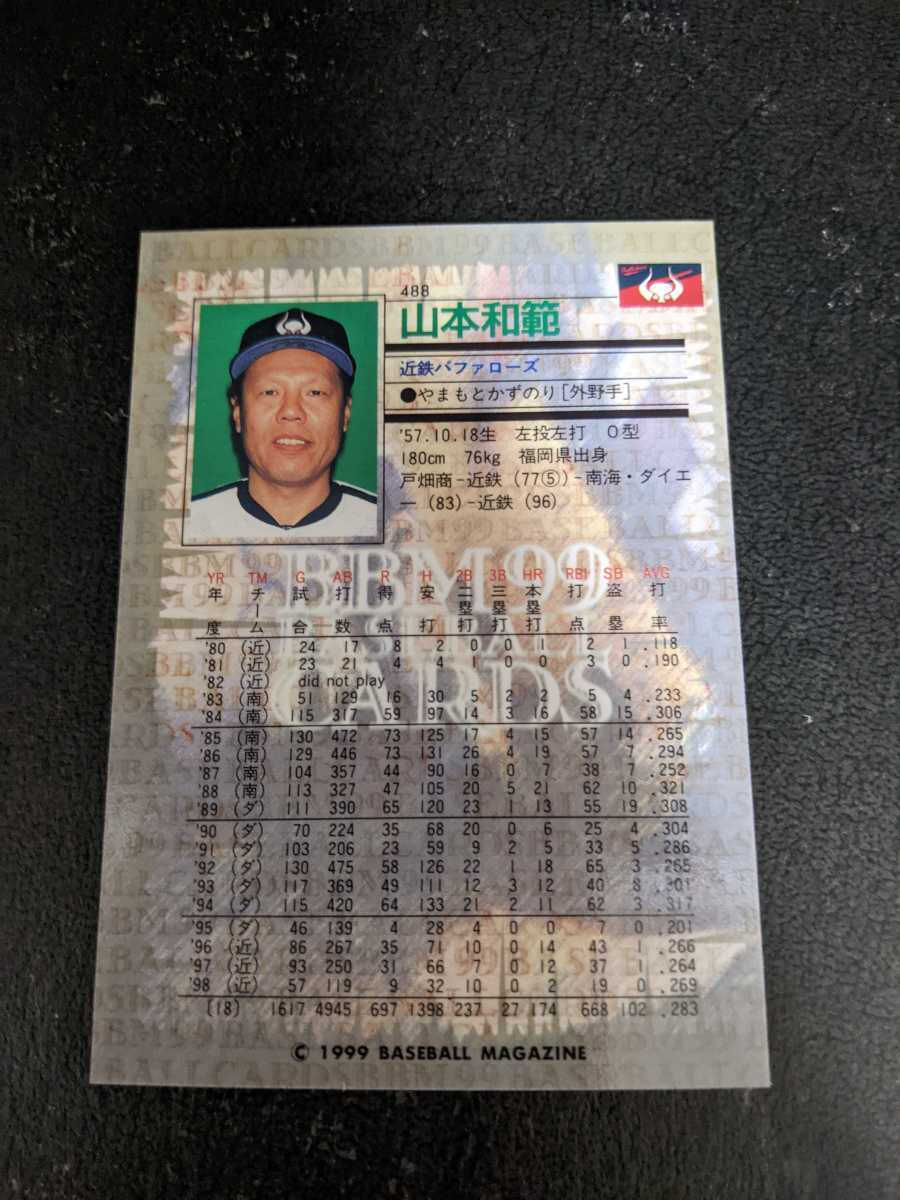 488
山本和範
近鉄バファローズ
●やまもとかずのり[外野手]
'57.10.18生 左投左打 O型
180cm 76kg 福岡県出身
戸畑商-近鉄(77⑤)-南海・ダイエ
ー(83)-近鉄(96)
BBM99
BASEBALL
CARDS
YR TM G AB R H 2B 3B HR RBI SB AVG
年度 チーム 試合 打数 得点 安打 二塁打 三塁打 本塁打 打点 盗塁 打率
'80 (近) 24 17 8 2 0 0 1 2 1 .118
'81 (近) 23 21 4 4 1 0 0 3 0 .190
'82 (近) did not play
'83 (南) 51 129 16 30 5 2 2 5 4 .233
'84 (南) 115 317 59 97 14 3 16 58 15 .306
'85 (南) 130 472 73 125 17 4 15 57 14 .265
'86 (南) 129 446 73 131 26 4 19 57 7 .294
'87 (南) 104 357 44 90 16 0 7 38 7 .252
'88 (南) 113 327 47 105 20 5 21 62 10 .321
'89 (ダ) 111 390 65 120 23 1 13 55 19 .308
'90 (ダ) 70 224 35 68 20 0 6 25 4 .304
'91 (ダ) 103 206 23 59 9 2 5 33 5 .286
'92 (ダ) 130 475 58 126 22 1 18 65 3 .265
'93 (ダ) 117 369 49 111 12 3 12 40 8 .301
'94 (ダ) 115 420 64 133 21 2 11 62 3 .317
'95 (ダ) 46 139 4 28 4 0 0 7 0 .201
'96 (近) 86 267 35 71 10 0 14 43 1 .266
'97 (近) 93 250 31 66 7 0 12 37 1 .264
'98 (近) 57 119 9 32 10 0 2 19 0 .269
[18] 1617 4945 697 1398 237 27 174 668 102 .283
© 1999 BASEBALL MAGAZINE